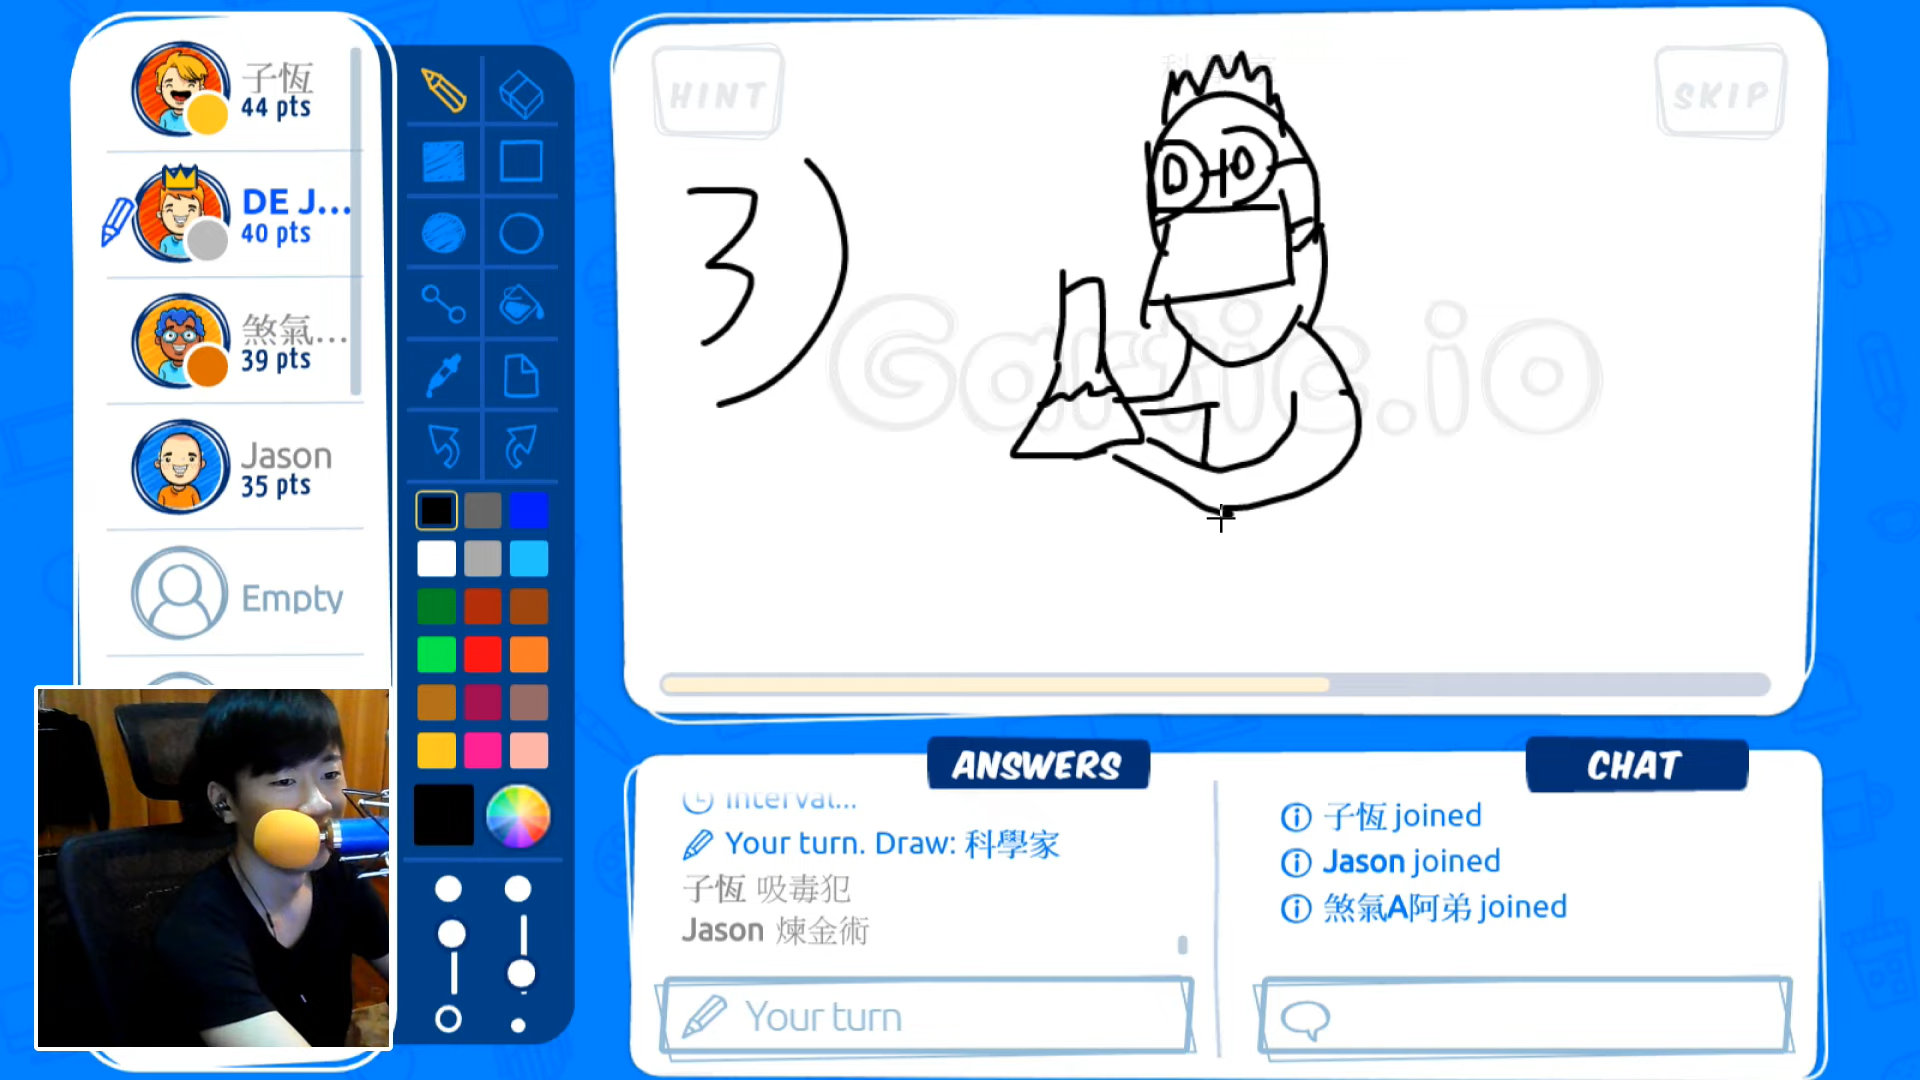 子恆
44 pts
DE J...
40 pts
煞氣...
39 pts
Jason
35 pts
Empty
HINT
SKIP
3)
Gartic.io
ANSWERS
Interval...
Your turn. Draw: 科學家
子恆 吸毒犯
Jason 煉金術
Your turn
CHAT
子恆 joined
Jason joined
煞氣A阿弟 joined